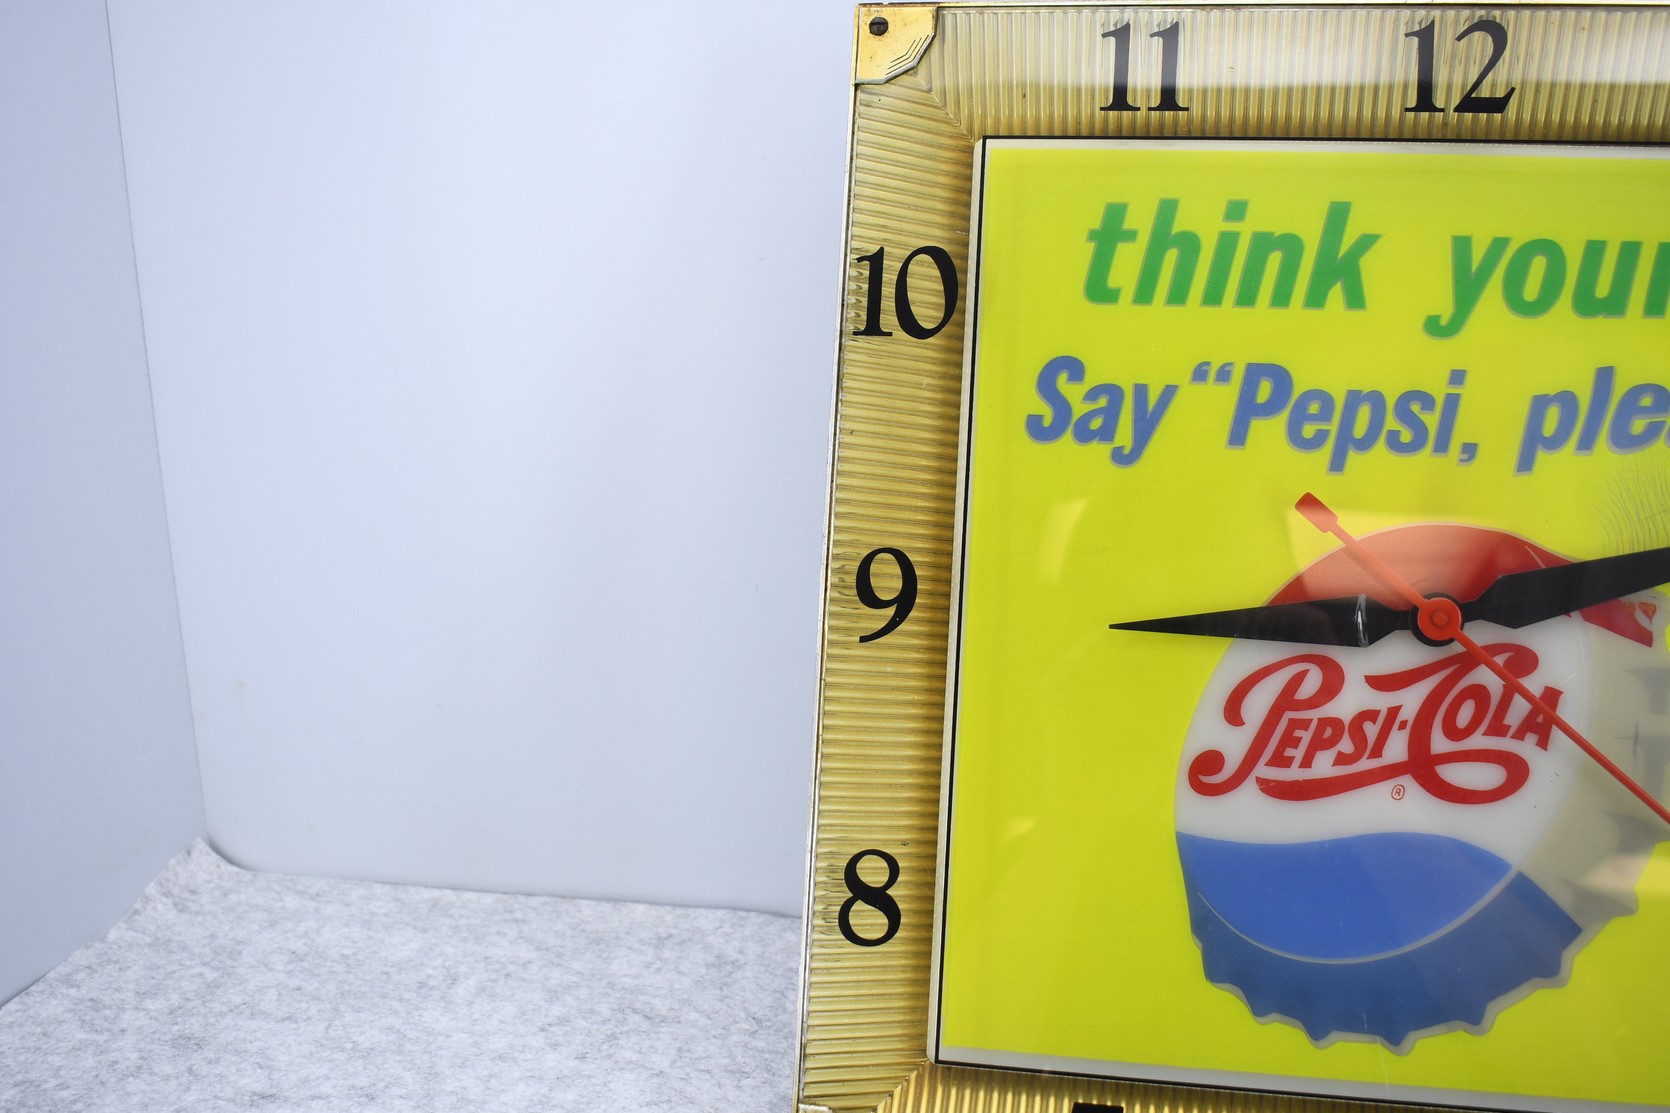 11 12
10
think your
Say “Pepsi, ple
9
PEPSI-COLA
®
8